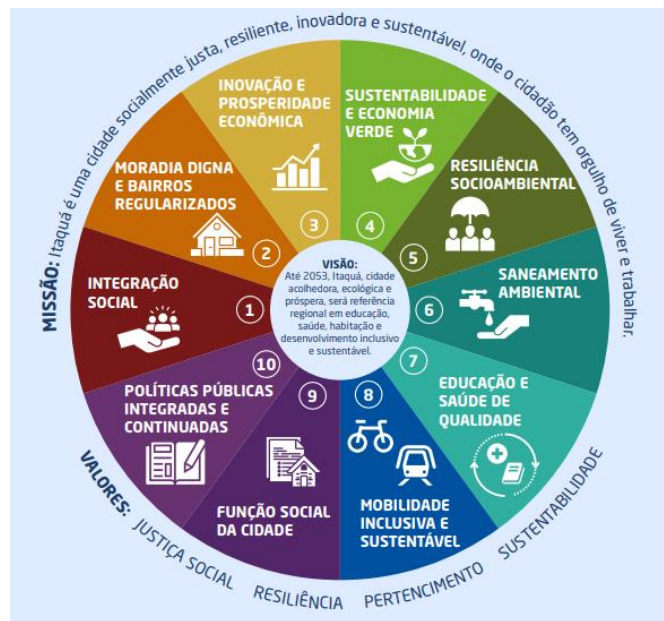 MISSÃO: Itaquá é uma cidade socialmente justa, resiliente, inovadora e sustentável, onde o cidadão tem orgulho de viver e trabalhar.
INTEGRAÇÃO
SOCIAL
1
MORADIA DIGNA
E BAIRROS
REGULARIZADOS
2
INOVAÇÃO E
PROSPERIDADE
ECONÔMICA
3
SUSTENTABILIDADE
E ECONOMIA
VERDE
4
RESILIÊNCIA
SOCIOAMBIENTAL
5
SANEAMENTO
AMBIENTAL
6
EDUCAÇÃO E
SAÚDE DE
QUALIDADE
7
MOBILIDADE
INCLUSIVA E
SUSTENTÁVEL
8
FUNÇÃO SOCIAL
DA CIDADE
9
POLÍTICAS PÚBLICAS
INTEGRADAS E
CONTINUADAS
10
VISÃO:
Até 2053, Itaquá, cidade
acolhedora, ecológica e
próspera, será referência
regional em educação,
saúde, habitação e
desenvolvimento inclusivo
e sustentável.
VALORES: JUSTIÇA SOCIAL RESILIÊNCIA PERTENCIMENTO SUSTENTABILIDADE